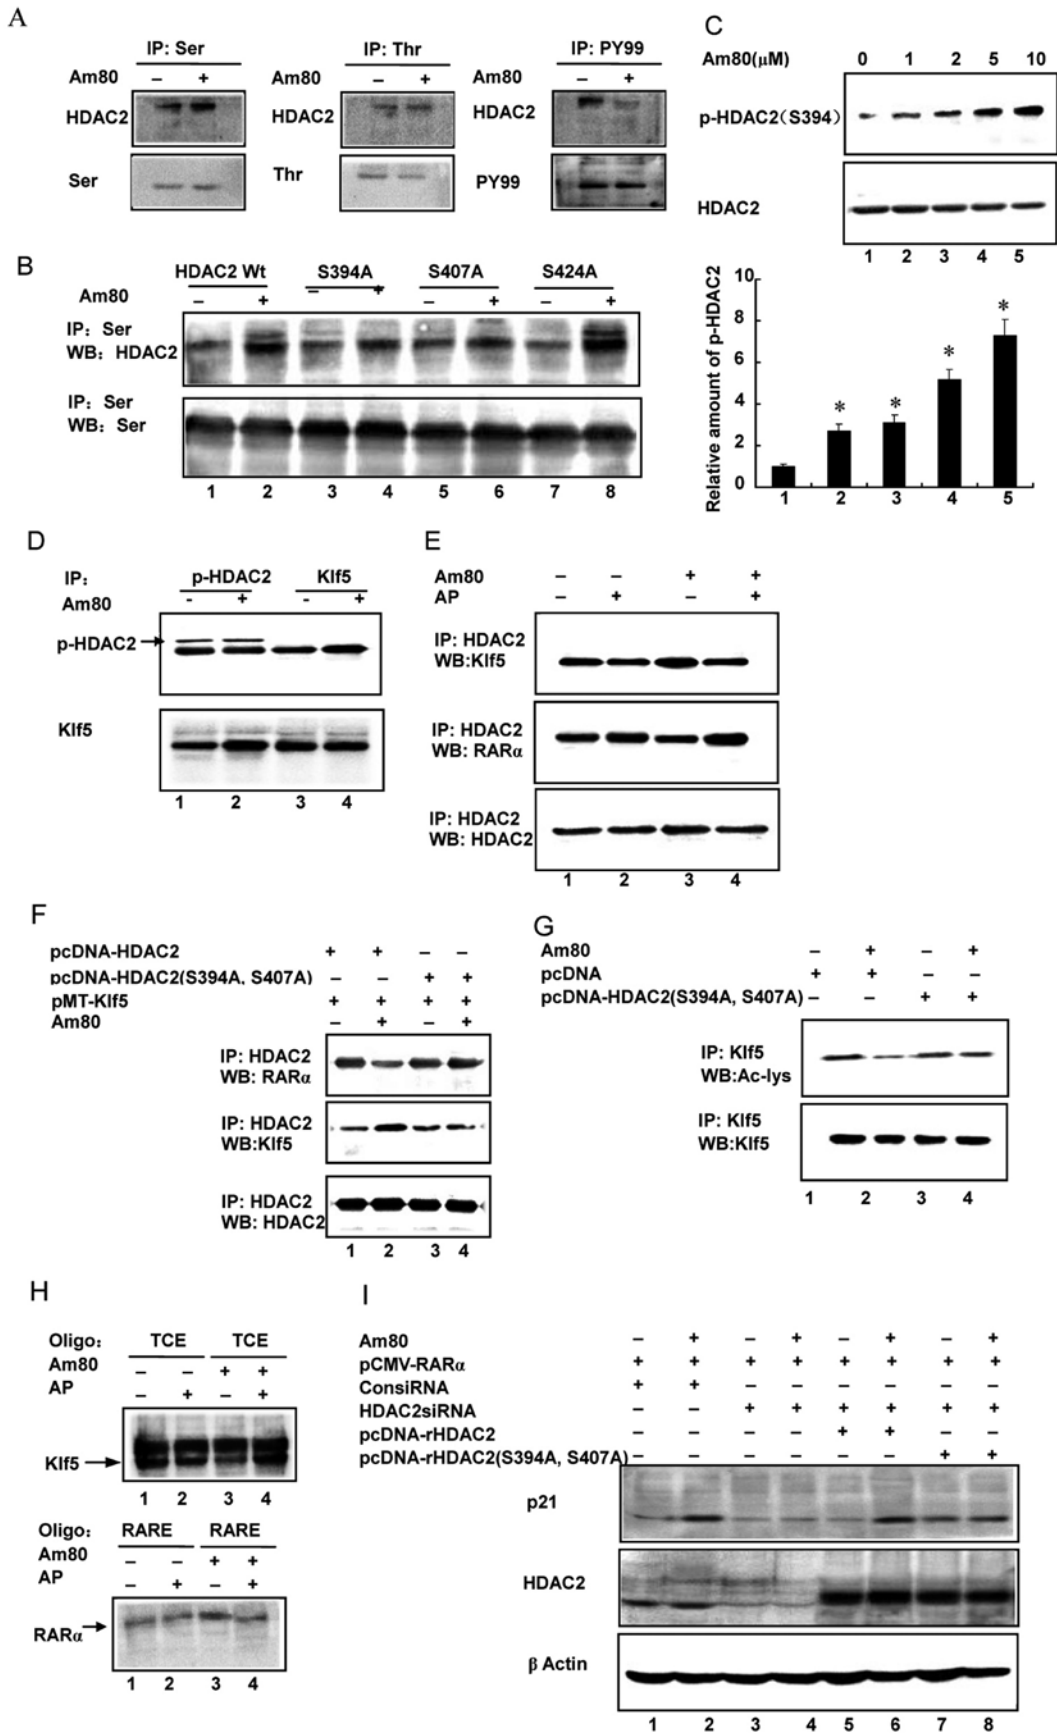 A
IP: Ser
IP: Thr
IP: PY99
Am80 – +
Am80 – +
Am80 – +
HDAC2
HDAC2
HDAC2
Ser
Thr
PY99
C
Am80(μM) 0 1 2 5 10
p-HDAC2(S394)
HDAC2
1 2 3 4 5
Relative amount of p-HDAC2
10
8
6
4
2
0
* * * *
1 2 3 4 5
B
HDAC2 Wt S394A S407A S424A
Am80 – + – + – + – +
IP: Ser
WB: HDAC2
IP: Ser
WB: Ser
1 2 3 4 5 6 7 8
D
IP: p-HDAC2 Klf5
Am80 - + - +
p-HDAC2
Klf5
1 2 3 4
E
Am80 – – + +
AP – + – +
IP: HDAC2
WB:Klf5
IP: HDAC2
WB: RARα
IP: HDAC2
WB: HDAC2
1 2 3 4
F
pcDNA-HDAC2 + + – –
pcDNA-HDAC2(S394A, S407A) – – + +
pMT-Klf5 + + + +
Am80 – + – +
IP: HDAC2
WB: RARα
IP: HDAC2
WB:Klf5
IP: HDAC2
WB: HDAC2
1 2 3 4
G
Am80 – + – +
pcDNA + + – –
pcDNA-HDAC2(S394A, S407A) – – + +
IP: Klf5
WB:Ac-lys
IP: Klf5
WB:Klf5
1 2 3 4
H
Oligo: TCE TCE
Am80 – – + +
AP – + – +
Klf5
1 2 3 4
Oligo: RARE RARE
Am80 – – + +
AP – + – +
RARα
1 2 3 4
I
Am80 – + – + – + – +
pCMV-RARα + + + + + + + +
ConsiRNA + + – – – – – –
HDAC2siRNA – – + + + + + +
pcDNA-rHDAC2 – – – – + + – –
pcDNA-rHDAC2(S394A, S407A) – – – – – – + +
p21
HDAC2
β Actin
1 2 3 4 5 6 7 8